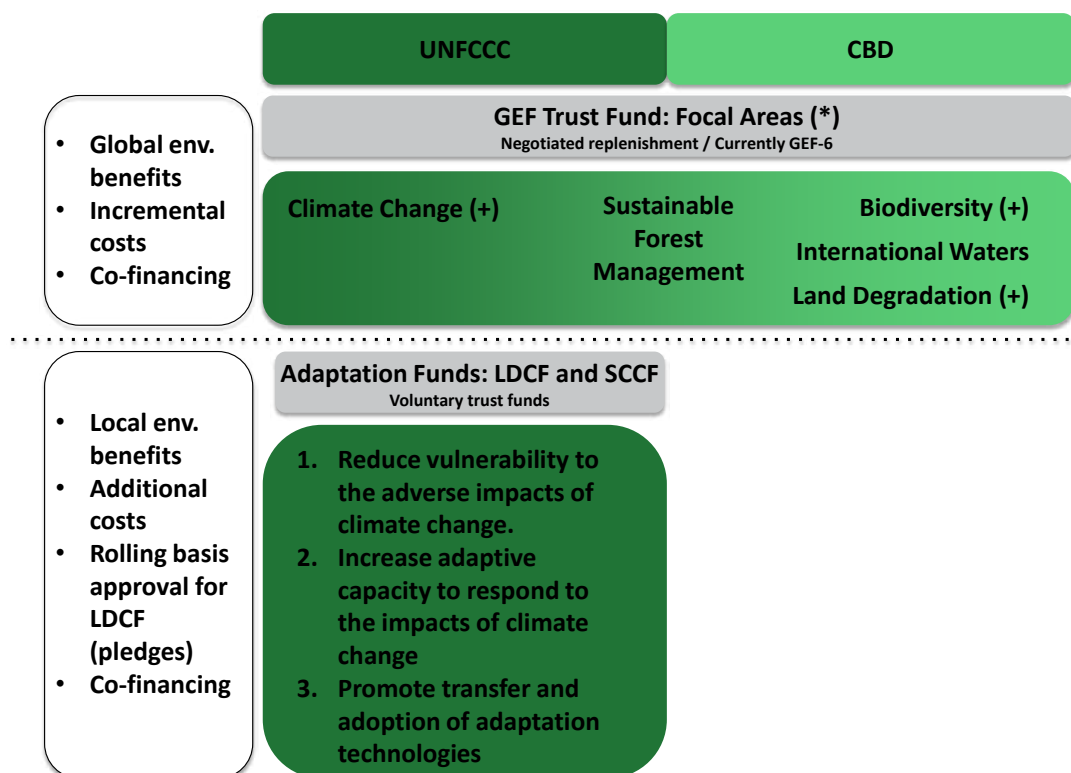 UNFCCC
CBD
GEF Trust Fund: Focal Areas (*)
Negotiated replenishment / Currently GEF-6
• Global env.
benefits
• Incremental
costs
• Co-financing
Climate Change (+)
Sustainable
Forest
Management
Biodiversity (+)
International Waters
Land Degradation (+)
Adaptation Funds: LDCF and SCCF
Voluntary trust funds
• Local env.
benefits
• Additional
costs
• Rolling basis
approval for
LDCF
(pledges)
• Co-financing
1. Reduce vulnerability to
the adverse impacts of
climate change.
2. Increase adaptive
capacity to respond to
the impacts of climate
change
3. Promote transfer and
adoption of adaptation
technologies